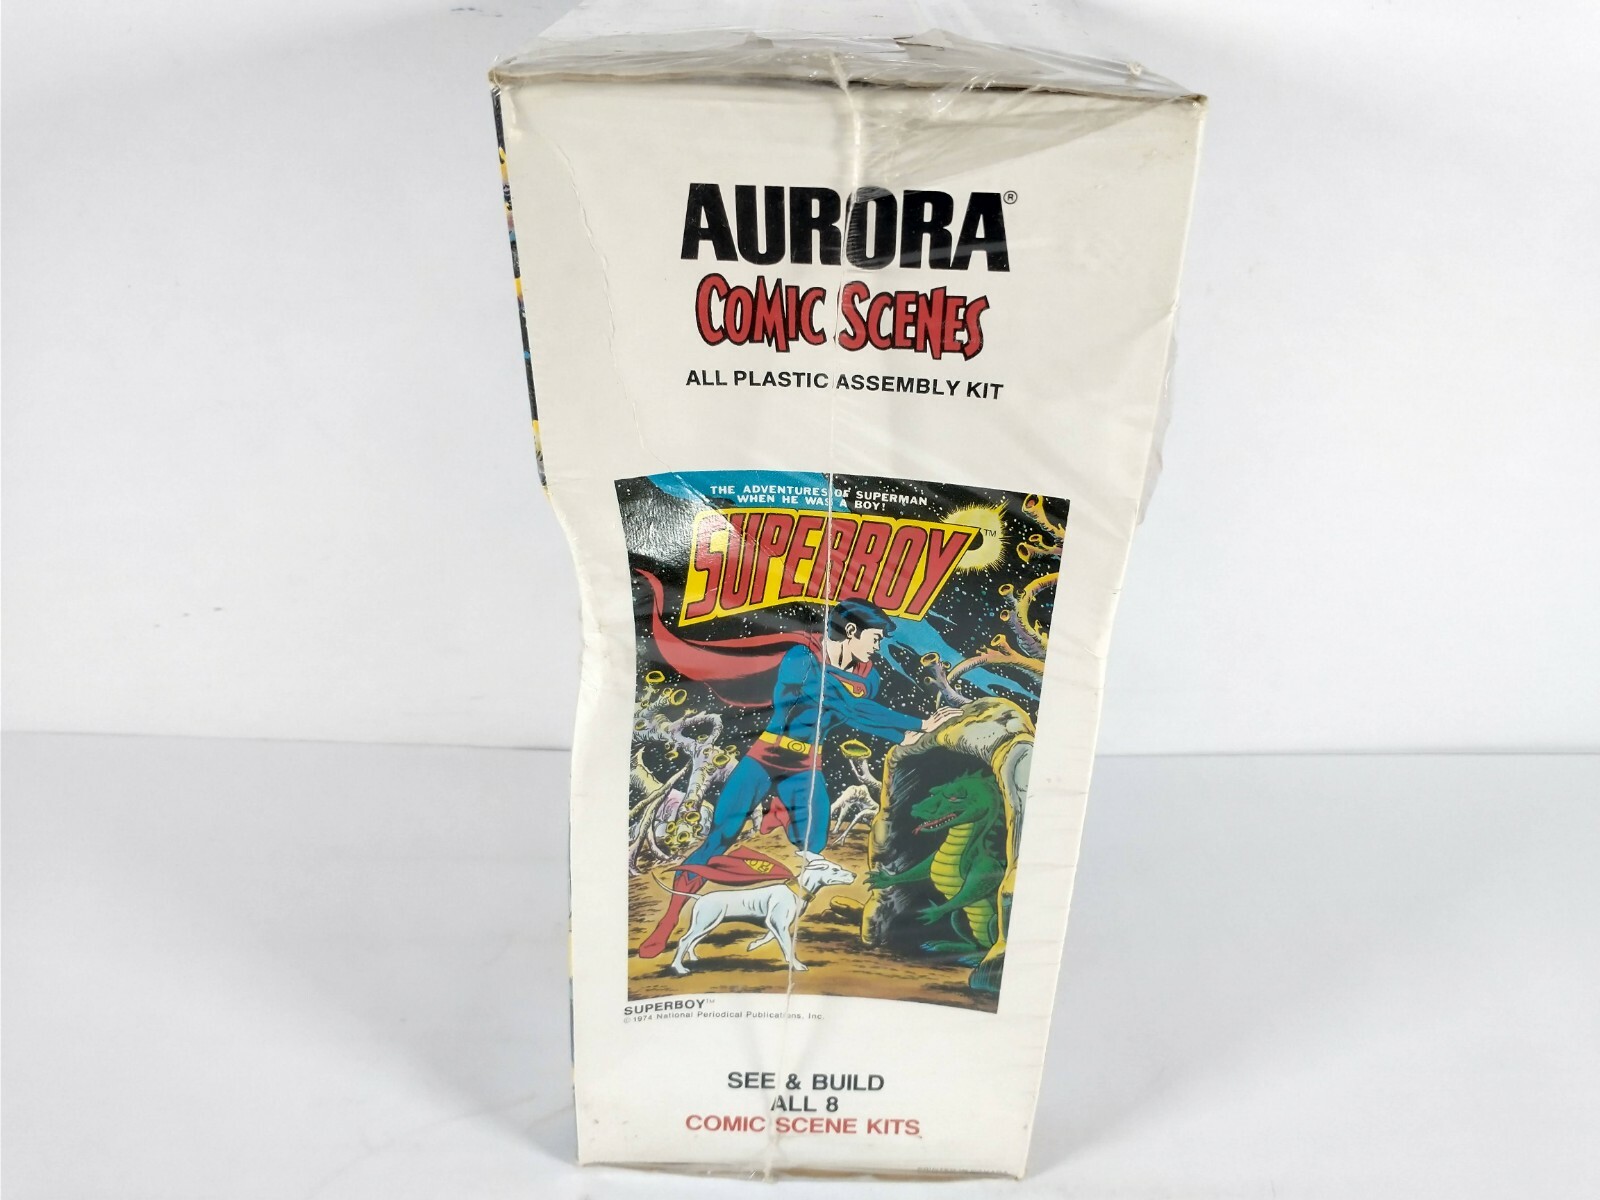 AURORA®
COMIC SCENES
ALL PLASTIC ASSEMBLY KIT
THE ADVENTURES OF SUPERMAN
WHEN HE WAS A BOY!
SUPERBOY™
SUPERBOY™
© 1974 National Periodical Publications, Inc.
SEE & BUILD
ALL 8
COMIC SCENE KITS